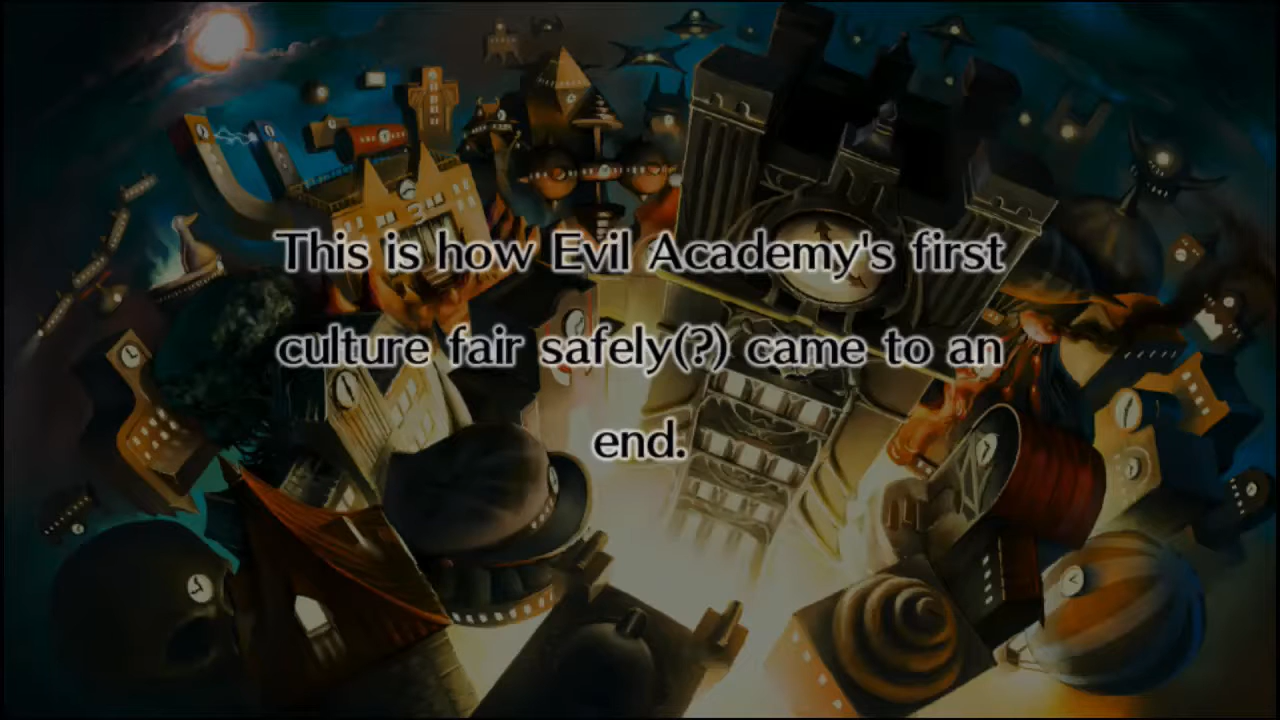 This is how Evil Academy's first
culture fair safely(?) came to an
end.